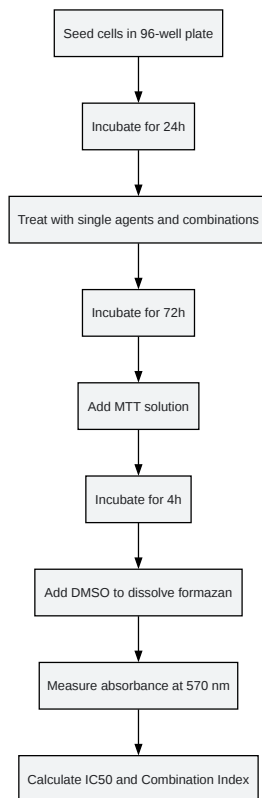 Seed cells in 96-well plate
Incubate for 24h
Treat with single agents and combinations
Incubate for 72h
Add MTT solution
Incubate for 4h
Add DMSO to dissolve formazan
Measure absorbance at 570 nm
Calculate IC50 and Combination Index